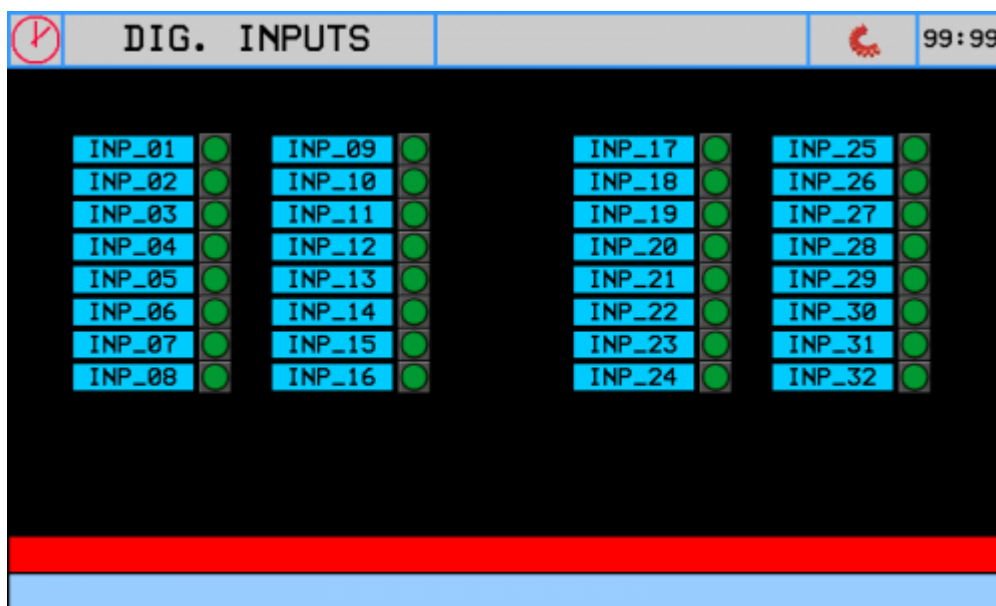 DIG. INPUTS 99:99
INP_01 INP_09 INP_17 INP_25
INP_02 INP_10 INP_18 INP_26
INP_03 INP_11 INP_19 INP_27
INP_04 INP_12 INP_20 INP_28
INP_05 INP_13 INP_21 INP_29
INP_06 INP_14 INP_22 INP_30
INP_07 INP_15 INP_23 INP_31
INP_08 INP_16 INP_24 INP_32